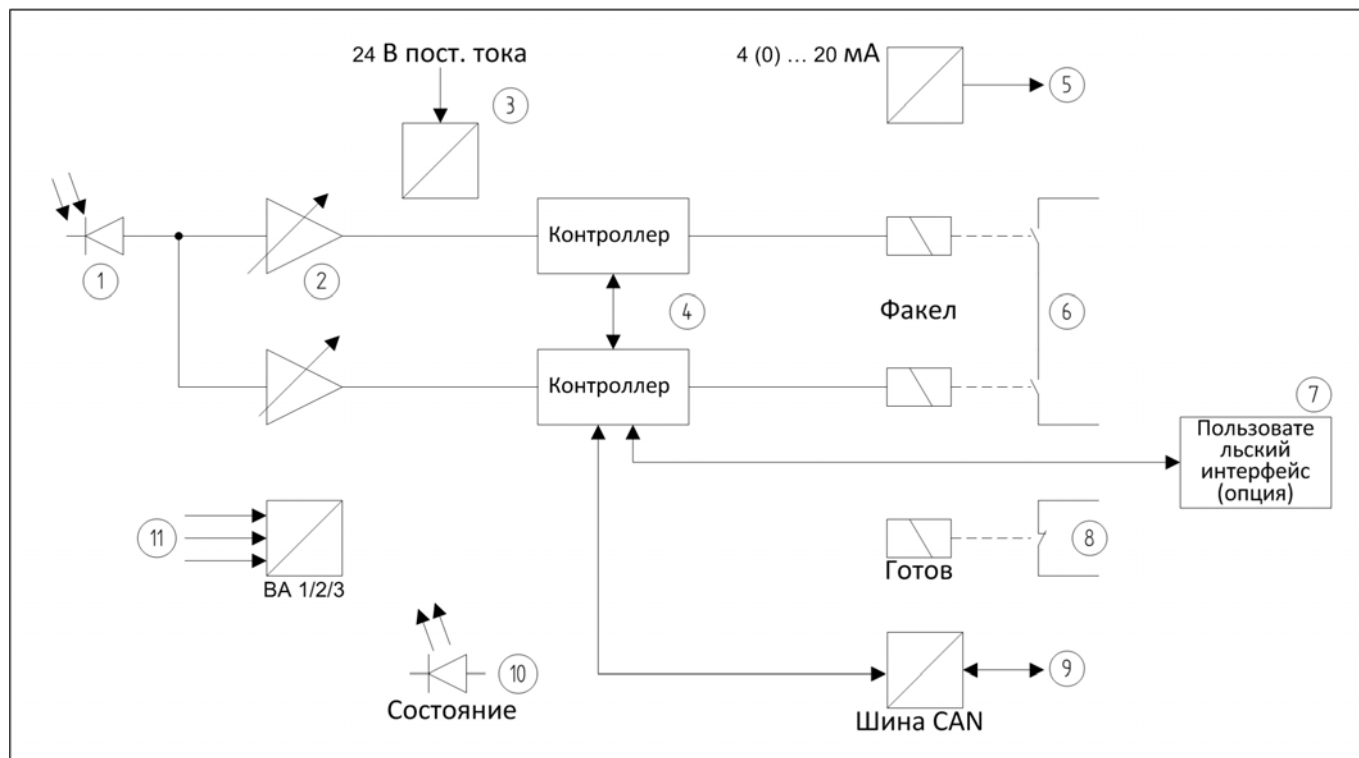 24 В пост. тока
4 (0) ... 20 мА
3
5
1
2
Контроллер
4
Факел
6
Контроллер
7
Пользовате
льский
интерфейс
(опция)
11
ВА 1/2/3
Готов
8
10
Состояние
9
Шина CAN